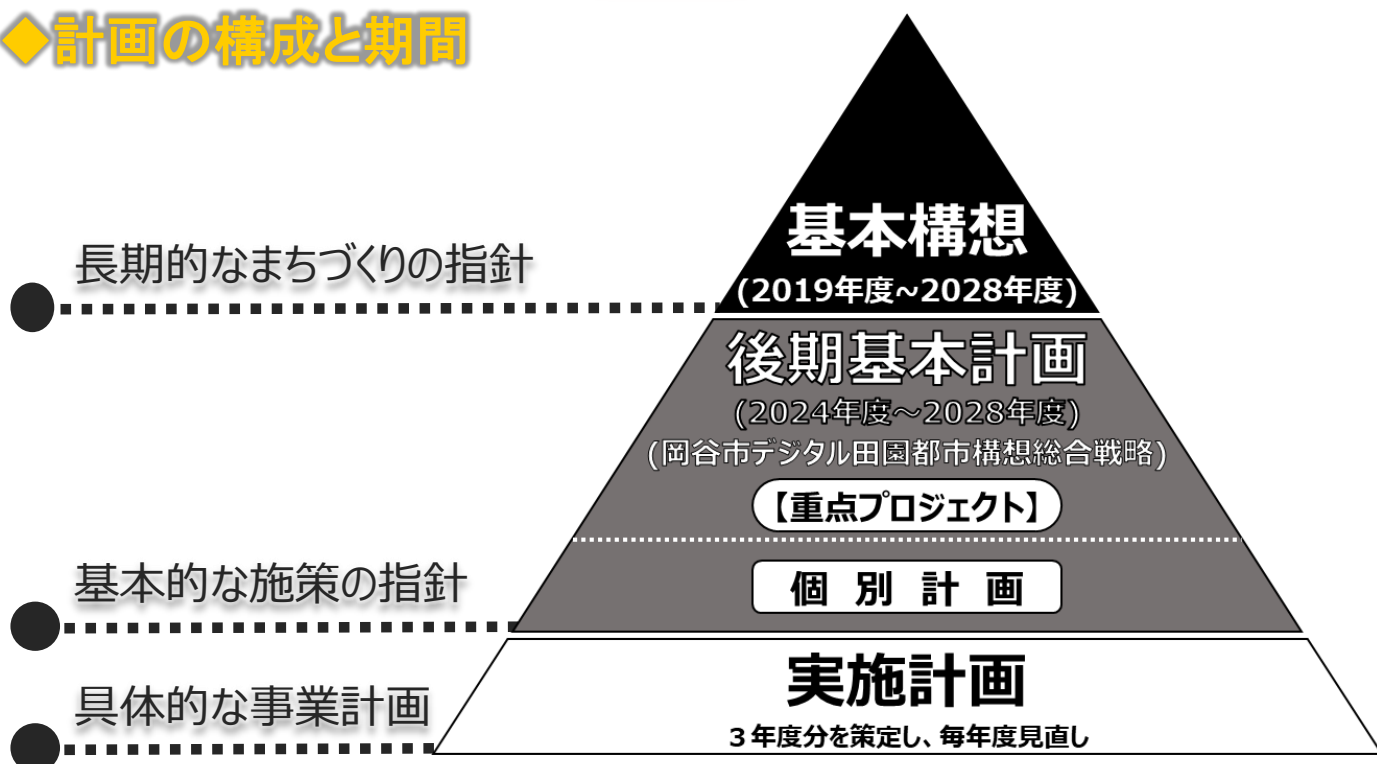 ◆計画の構成と期間
基本構想
(2019年度~2028年度)
長期的なまちづくりの指針
後期基本計画
(2024年度～2028年度)
(岡谷市デジタル田園都市構想総合戦略)
【重点プロジェクト】
個別計画
基本的な施策の指針
実施計画
3年度分を策定し、毎年度見直し
具体的な事業計画